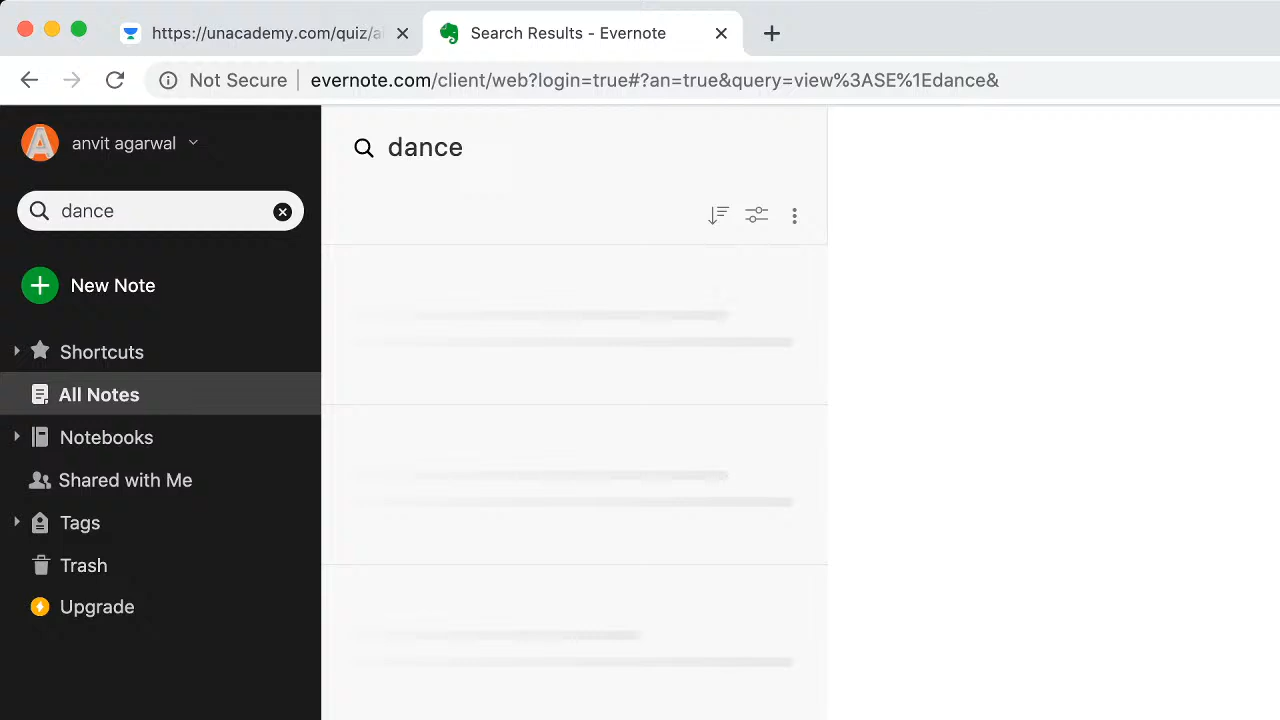 https://unacademy.com/quiz/a
Search Results - Evernote
Not Secure
evernote.com/client/web?login=true#?an=true&query=view%3ASE%1Edance&
A
anvit agarwal
dance
New Note
Shortcuts
All Notes
Notebooks
Shared with Me
Tags
Trash
Upgrade
dance